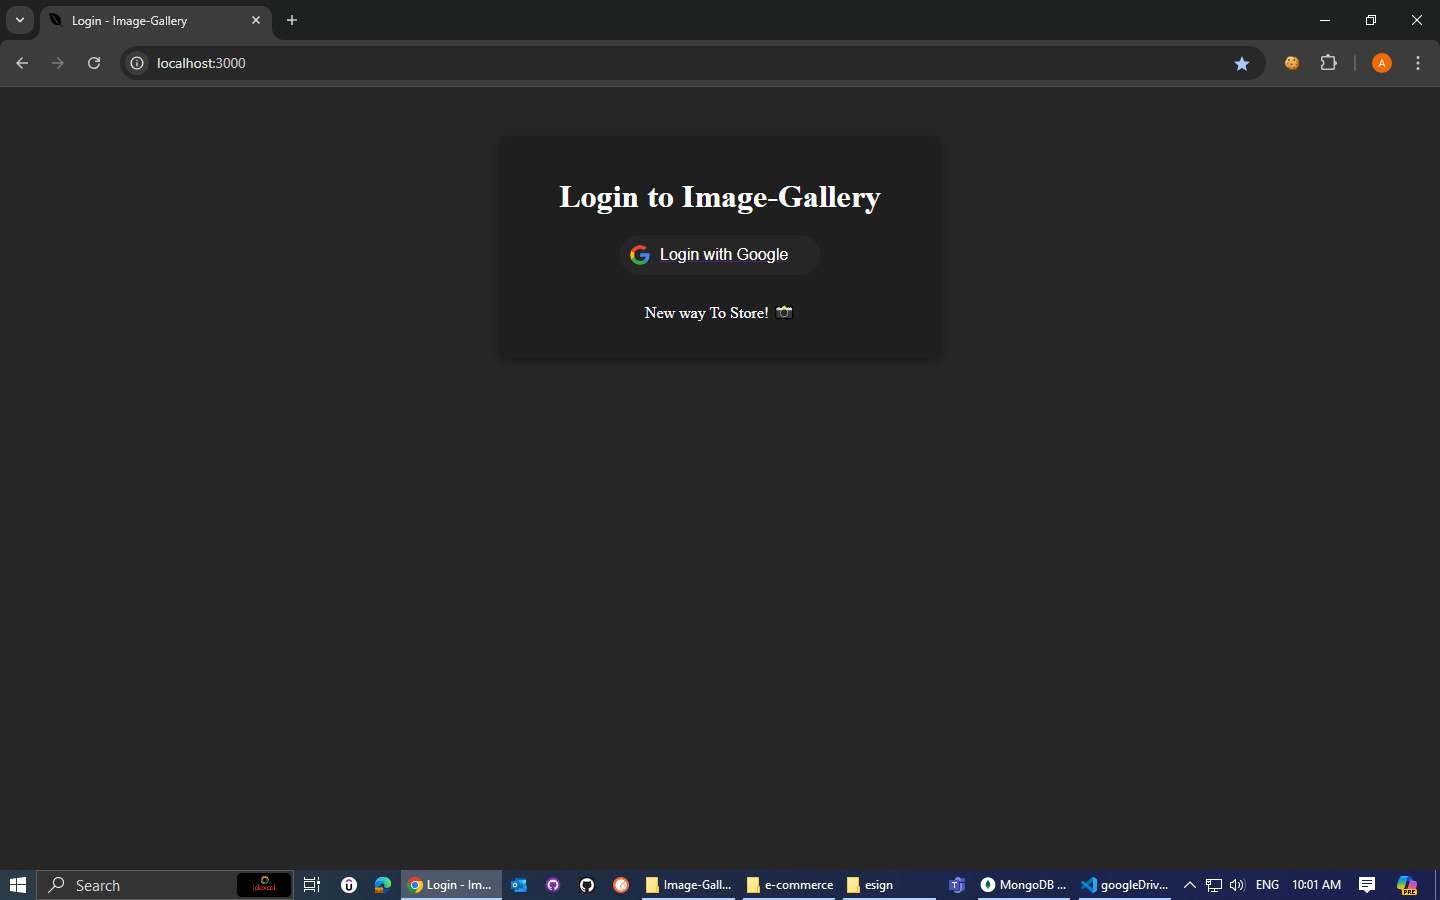 Login - Image-Gallery
localhost:3000
A
Login to Image-Gallery
Login with Google
New way To Store! 📸
Search
Login - Im...
Image-Gall...
e-commerce
esign
MongoDB ...
googleDriv...
ENG
10:01 AM
PRE